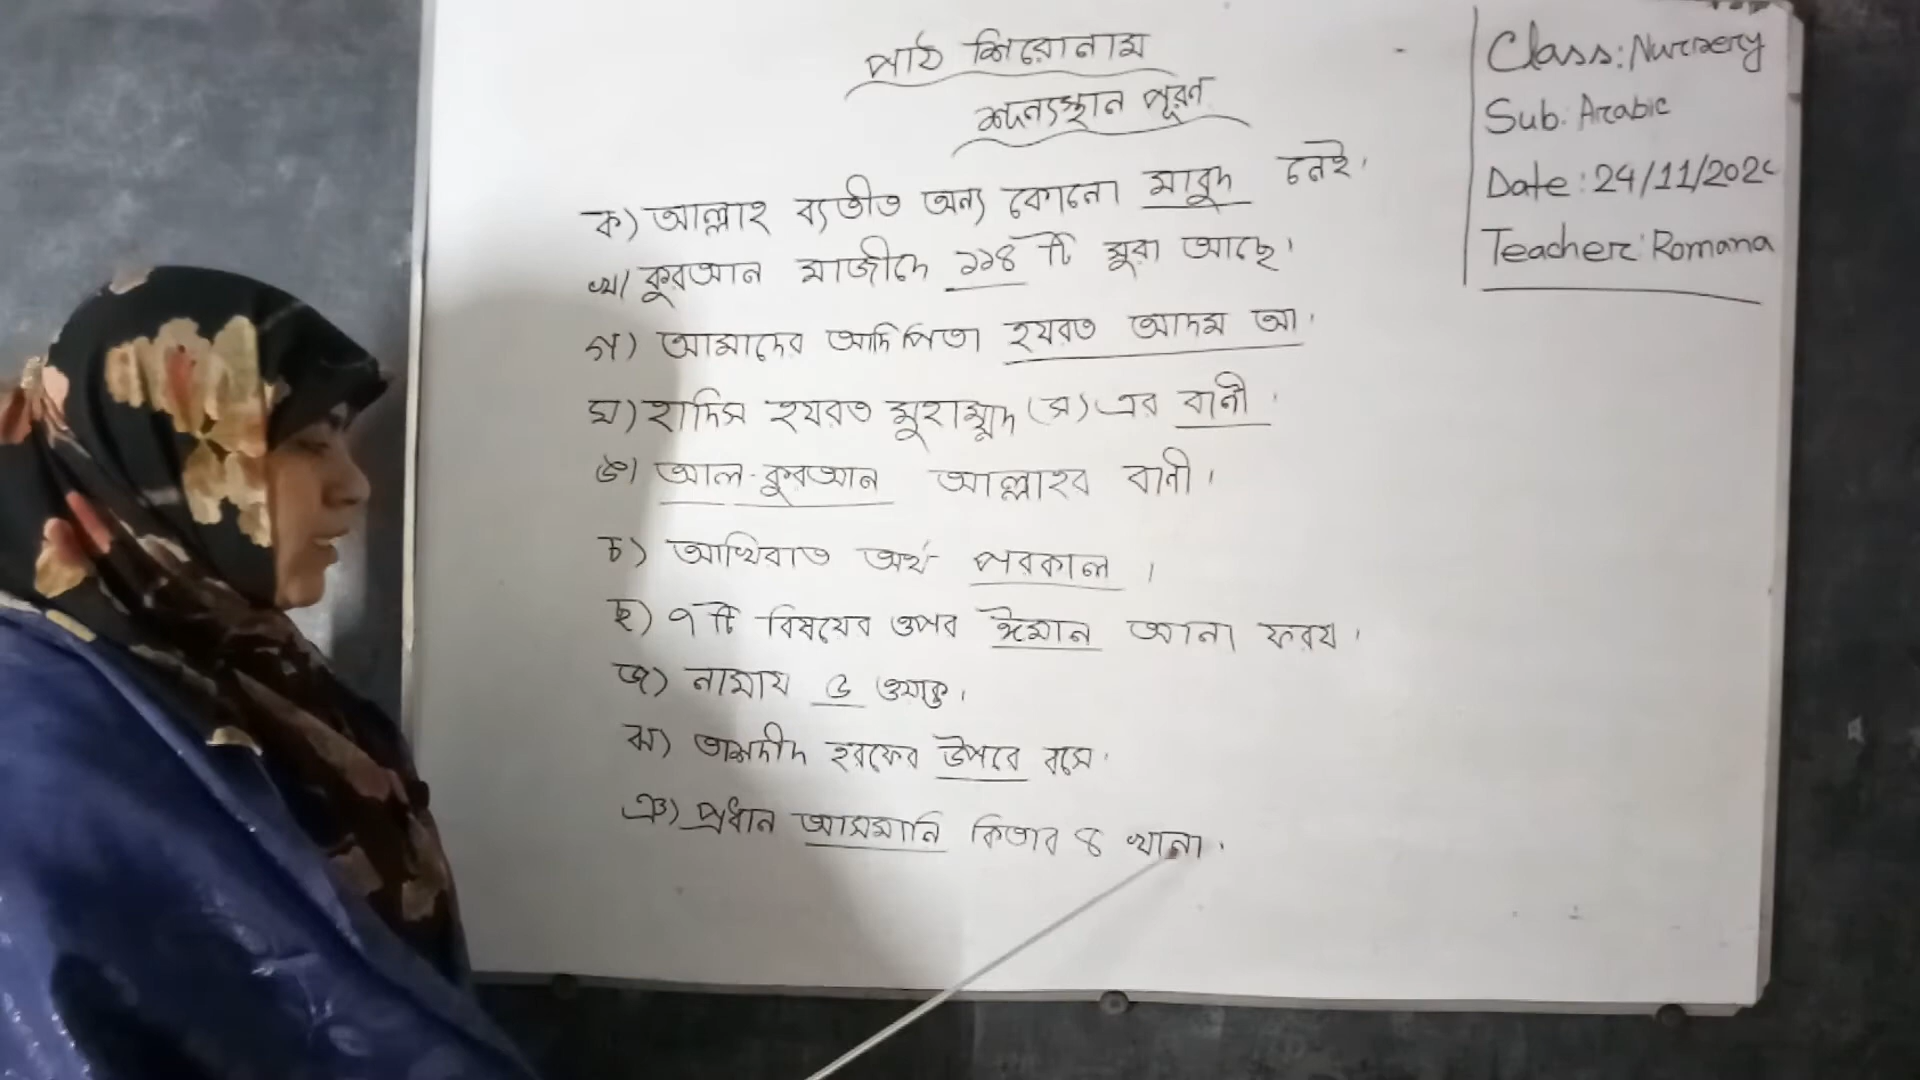 পাঠ শিরোনাম
শূন্যস্থান পূরণ
ক) আল্লাহ ব্যতীত অন্য কোনো মাবুদ নেই।
খ) কুরআন মাজীদে ১১৪ টি সুরা আছে।
গ) আমাদের আদি পিতা হযরত আদম আ।
ঘ) হাদিস হযরত মুহাম্মদ (স) এর বানী।
ঙ) আল-কুরআন আল্লাহর বাণী।
চ) আখিরাত অর্থ পরকাল।
ছ) ৭টি বিষয়ের ওপর ঈমান আনা ফরয।
জ) নামায ৫ ওয়াক্ত।
ঝ) তাশদীদ হরফের উপরে বসে।
ঞ) প্রধান আসমানি কিতাব ৪ খানা।
Class: Nursery
Sub: Arabic
Date: 24/11/202
Teacher: Romana